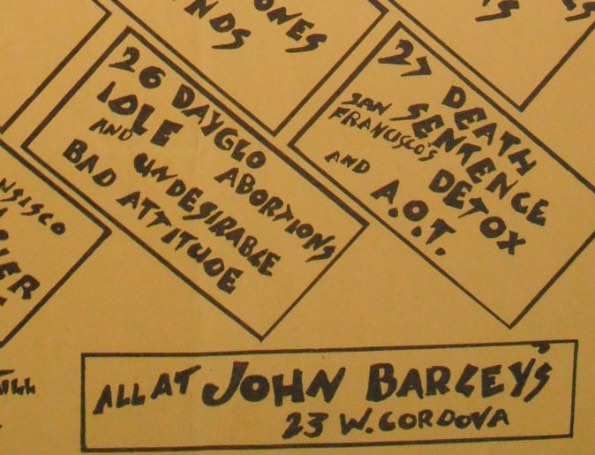 ONES
NDS
26 DAYGLO
IDLE ABORTIONS
AND UNDESIRABLE
BAD ATTITUDE
27 DEATH
SENTENCE
SAN
FRANCISCO'S DETOX
AND A.O.T.
NSISCO
ALL AT JOHN BARLEY'S
23 W. CORDOVA